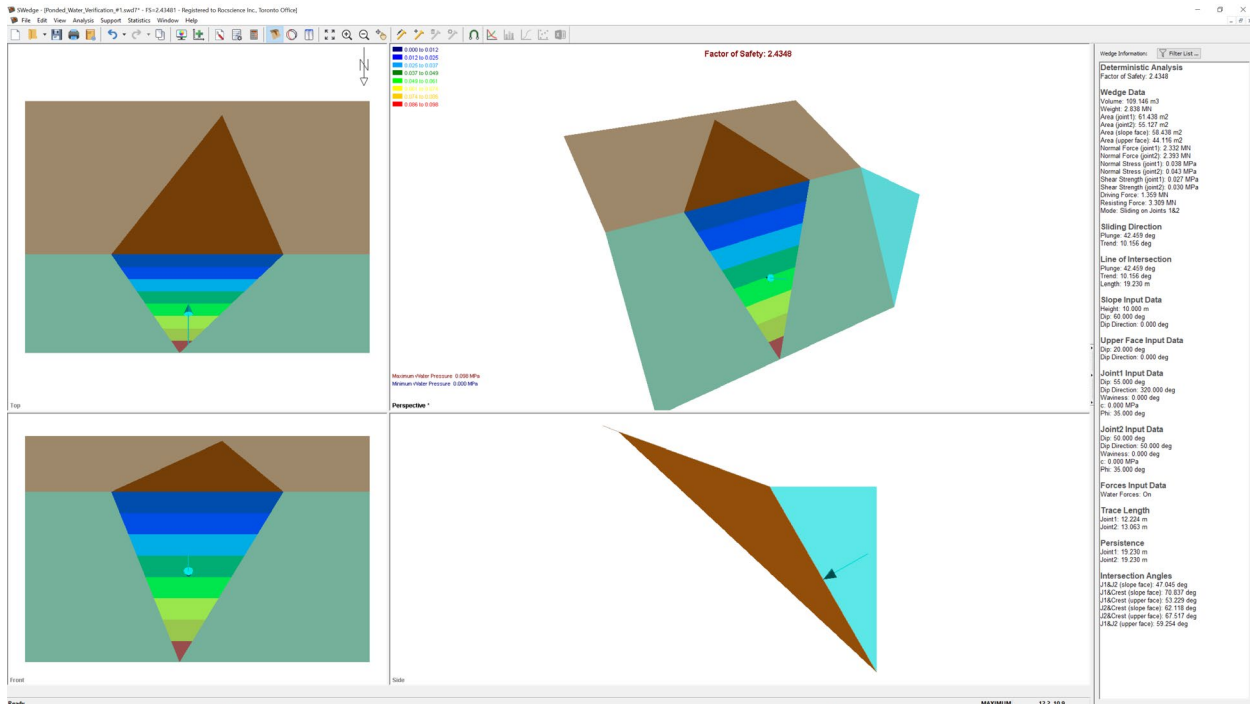 SWedge - [Ponded_Water_Verification_#1.swd7* - FS=2.43481 - Registered to Rocscience Inc., Toronto Office]
File Edit View Analysis Support Statistics Window Help
N
0.000 to 0.012
0.012 to 0.025
0.025 to 0.037
0.037 to 0.049
0.049 to 0.061
0.086 to 0.098
Factor of Safety: 2.4348
Maximum Water Pressure 0.098 MPa
Minimum Water Pressure 0.000 MPa
Top
Perspective *
Front
Side
Wedge Information:
Filter List ...
Deterministic Analysis
Factor of Safety: 2.4348
Wedge Data
Volume: 109.146 m3
Weight: 2.838 MN
Area (joint1): 61.438 m2
Area (joint2): 55.127 m2
Area (slope face): 58.438 m2
Area (upper face): 44.116 m2
Normal Force (joint1): 2.332 MN
Normal Force (joint2): 2.393 MN
Normal Stress (joint1): 0.038 MPa
Normal Stress (joint2): 0.043 MPa
Shear Strength (joint1): 0.027 MPa
Shear Strength (joint2): 0.030 MPa
Driving Force: 1.359 MN
Resisting Force: 3.309 MN
Mode: Sliding on Joints 1&2
Sliding Direction
Plunge: 42.459 deg
Trend: 10.156 deg
Line of Intersection
Plunge: 42.459 deg
Trend: 10.156 deg
Length: 19.230 m
Slope Input Data
Height: 10.000 m
Dip: 60.000 deg
Dip Direction: 0.000 deg
Upper Face Input Data
Dip: 20.000 deg
Dip Direction: 0.000 deg
Joint1 Input Data
Dip: 55.000 deg
Dip Direction: 320.000 deg
Waviness: 0.000 deg
c: 0.000 MPa
Phi: 35.000 deg
Joint2 Input Data
Dip: 50.000 deg
Dip Direction: 50.000 deg
Waviness: 0.000 deg
c: 0.000 MPa
Phi: 35.000 deg
Forces Input Data
Water Forces: On
Trace Length
Joint1: 12.224 m
Joint2: 13.063 m
Persistence
Joint1: 19.230 m
Joint2: 19.230 m
Intersection Angles
J1&J2 (slope face): 47.045 deg
J1&Crest (slope face): 70.837 deg
J1&Crest (upper face): 53.229 deg
J2&Crest (slope face): 62.118 deg
J2&Crest (upper face): 67.517 deg
J1&J2 (upper face): 59.254 deg
Ready
MAXIMUM